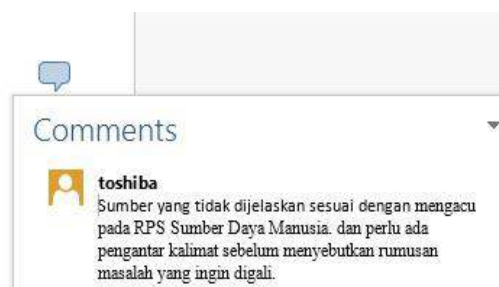 Comments
toshiba
Sumber yang tidak dijelaskan sesuai dengan mengacu
pada RPS Sumber Daya Manusia. dan perlu ada
pengantar kalimat sebelum menyebutkan rumusan
masalah yang ingin digali.